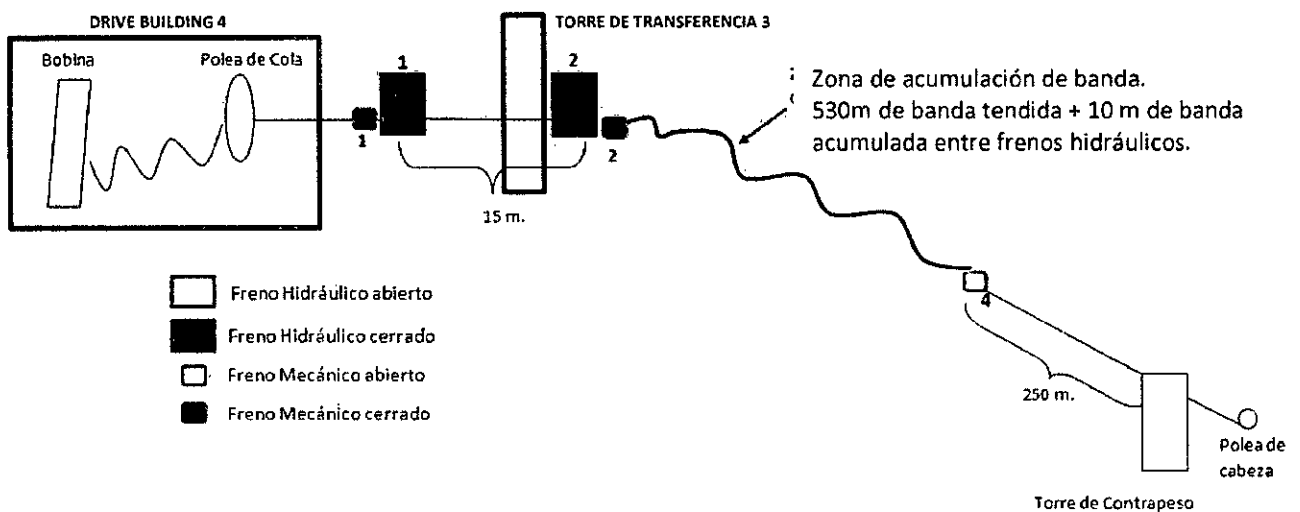 DRIVE BUILDING 4
TORRE DE TRANSFERENCIA 3
Bobina
Polea de Cola
1
2
1
2
15 m.
Zona de acumulación de banda.
530m de banda tendida + 10 m de banda
acumulada entre frenos hidráulicos.
4
250 m.
Freno Hidráulico abierto
Freno Hidráulico cerrado
Freno Mecánico abierto
Freno Mecánico cerrado
Polea de
cabeza
Torre de Contrapeso